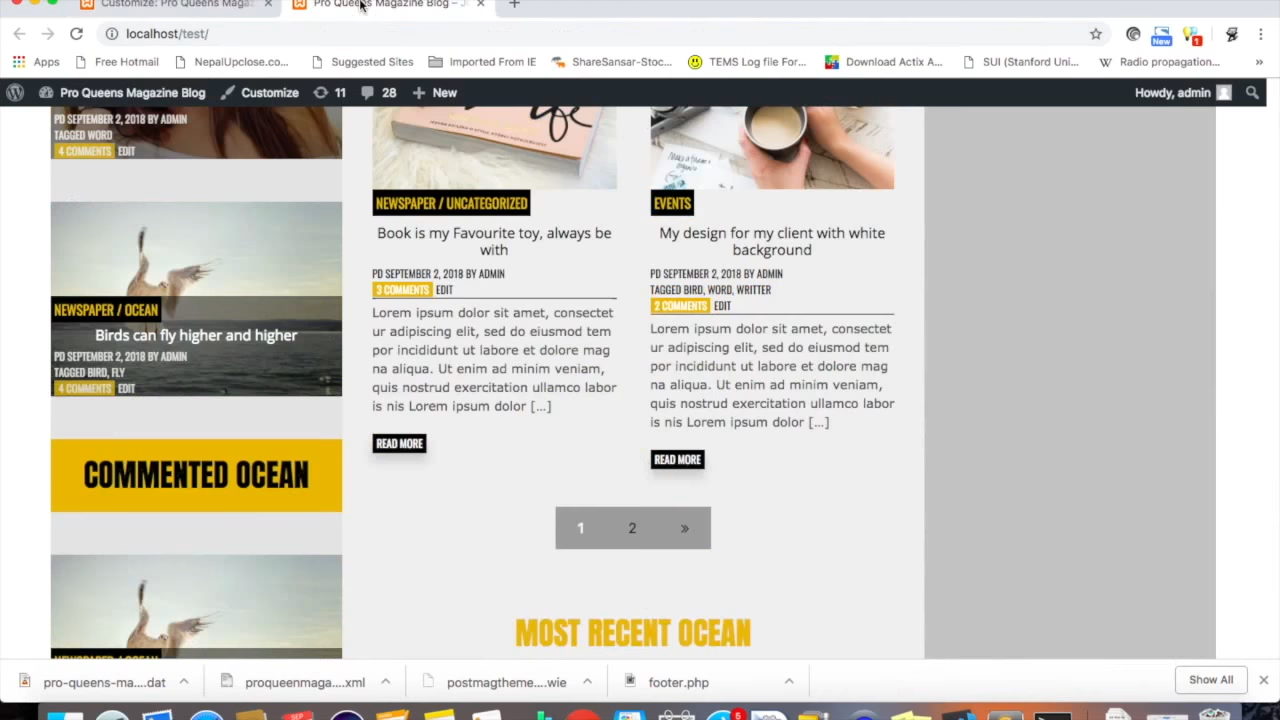 Customize: Pro Queens Magaz
Pro Queens Magazine Blog – J
localhost/test/
New
1
Apps
Free Hotmail
NepalUpclose.co...
Suggested Sites
Imported From IE
ShareSansar-Stoc...
TEMS Log file For...
Download Actix A...
SUI (Stanford Uni...
Radio propagation...
»
Pro Queens Magazine Blog
Customize
11
28
New
Howdy, admin
PD SEPTEMBER 2, 2018 BY ADMIN
TAGGED WORD
4 COMMENTS EDIT
NEWSPAPER / OCEAN
Birds can fly higher and higher
PD SEPTEMBER 2, 2018 BY ADMIN
TAGGED BIRD, FLY
4 COMMENTS EDIT
COMMENTED OCEAN
NEWSPAPER / OCEAN
NEWSPAPER / UNCATEGORIZED
Book is my Favourite toy, always be
with
PD SEPTEMBER 2, 2018 BY ADMIN
3 COMMENTS EDIT
Lorem ipsum dolor sit amet, consectet
ur adipiscing elit, sed do eiusmod tem
por incididunt ut labore et dolore mag
na aliqua. Ut enim ad minim veniam,
quis nostrud exercitation ullamco labor
is nis Lorem ipsum dolor [...]
READ MORE
EVENTS
My design for my client with white
background
PD SEPTEMBER 2, 2018 BY ADMIN
TAGGED BIRD, WORD, WRITTER
2 COMMENTS EDIT
Lorem ipsum dolor sit amet, consectet
ur adipiscing elit, sed do eiusmod tem
por incididunt ut labore et dolore mag
na aliqua. Ut enim ad minim veniam,
quis nostrud exercitation ullamco labor
is nis Lorem ipsum dolor [...]
READ MORE
1 2 »
MOST RECENT OCEAN
pro-queens-ma....dat
proqueenmaga....xml
postmagtheme....wie
footer.php
Show All
6